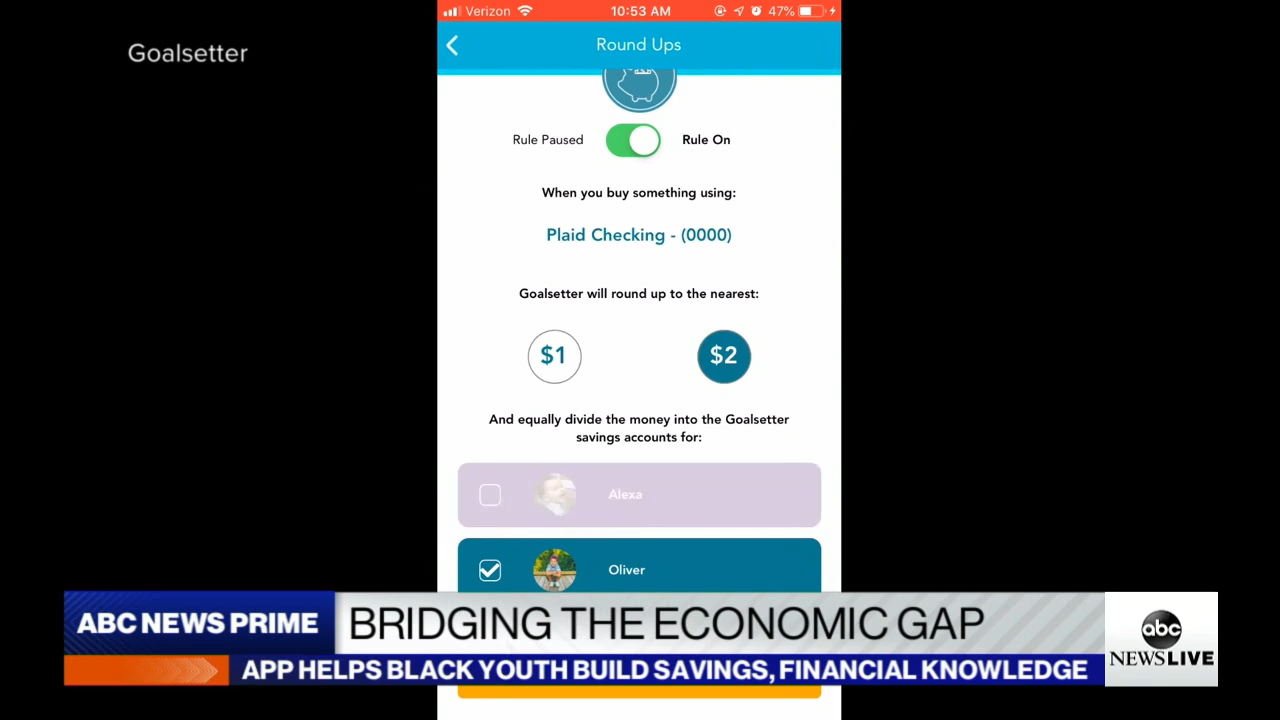 Goalsetter
Verizon 10:53 AM 47%
Round Ups
Rule Paused Rule On
When you buy something using:
Plaid Checking - (0000)
Goalsetter will round up to the nearest:
$1 $2
And equally divide the money into the Goalsetter
savings accounts for:
Alexa
Oliver
ABC NEWS PRIME
BRIDGING THE ECONOMIC GAP
APP HELPS BLACK YOUTH BUILD SAVINGS, FINANCIAL KNOWLEDGE
abc
NEWS LIVE